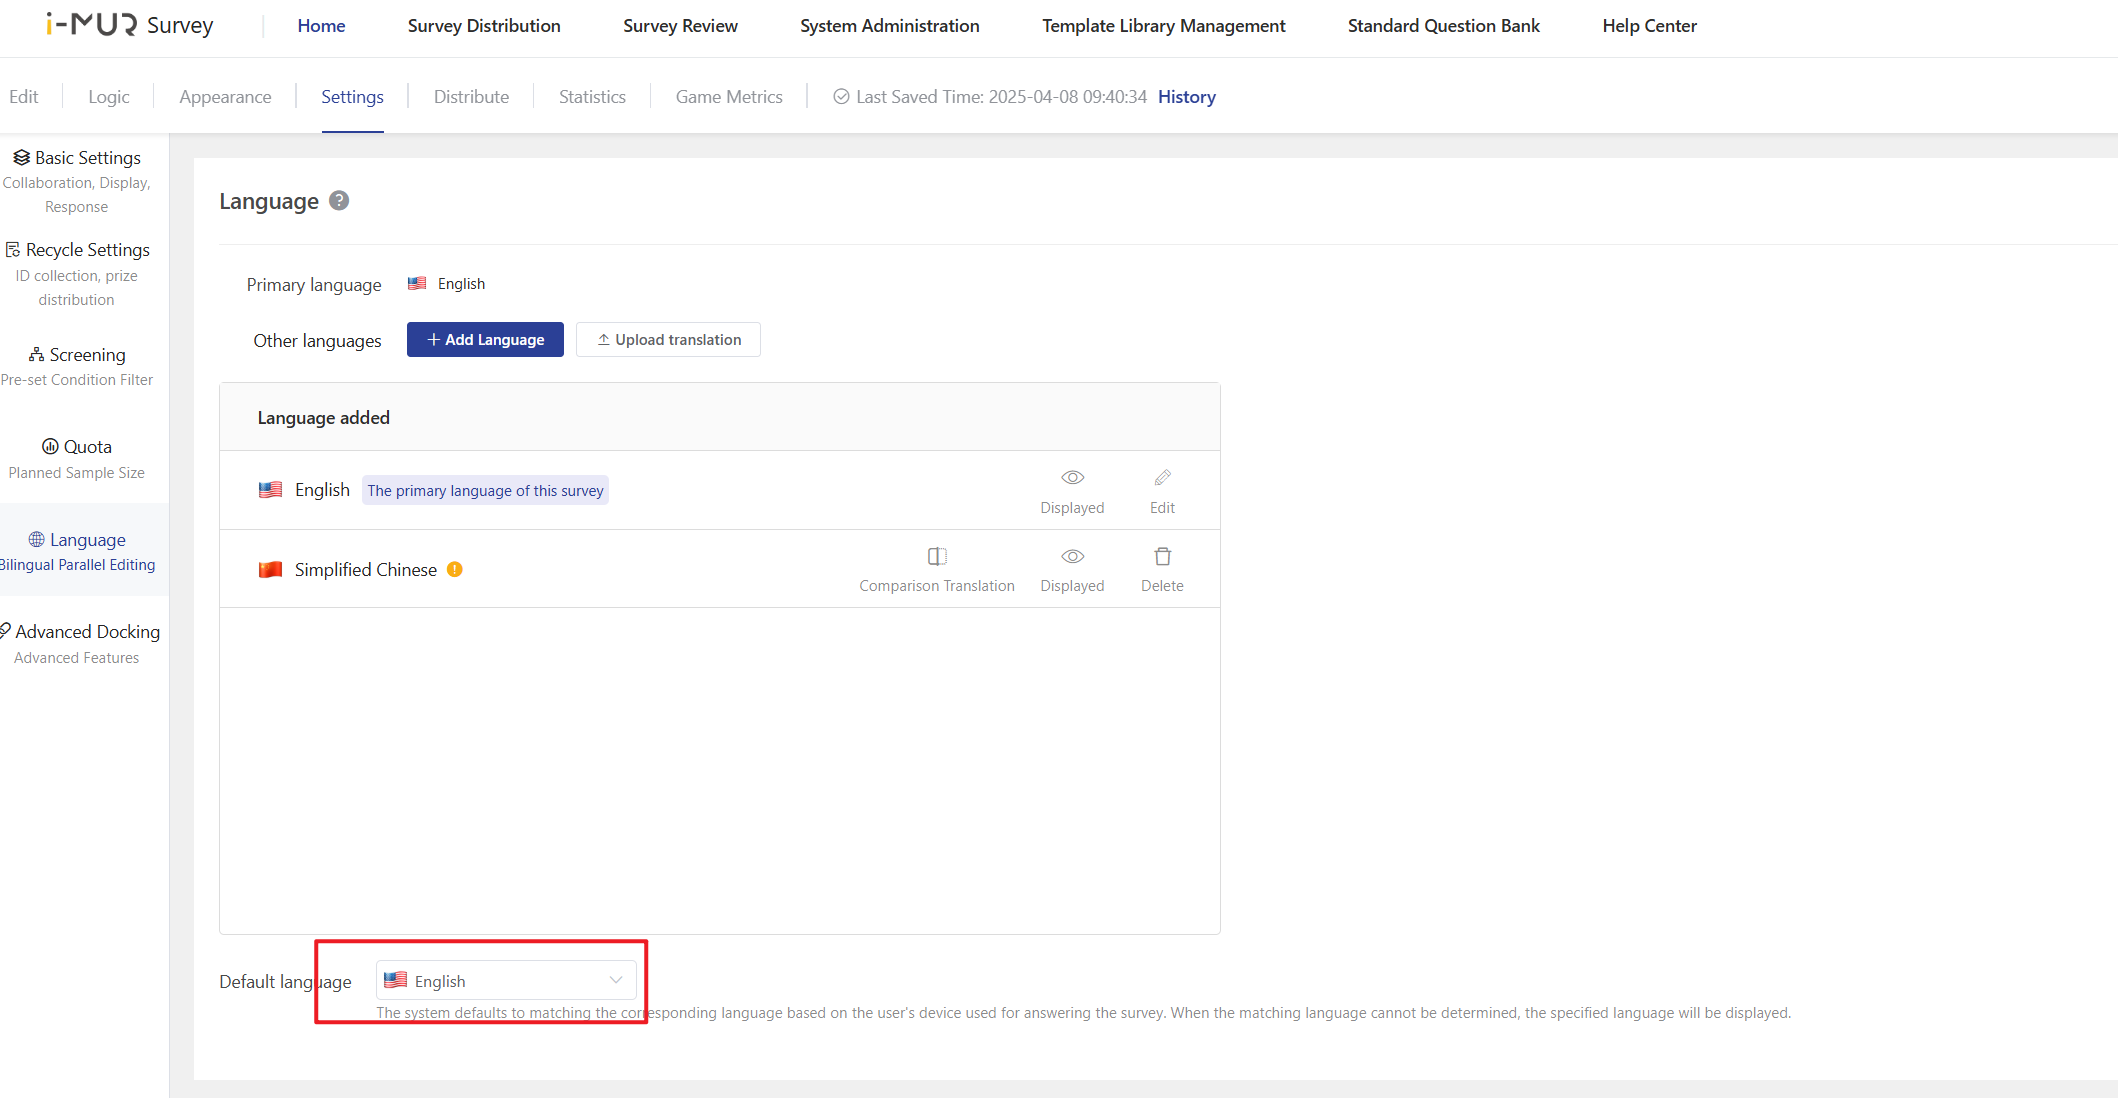 i-MUR Survey
Home
Survey Distribution
Survey Review
System Administration
Template Library Management
Standard Question Bank
Help Center
Edit
Logic
Appearance
Settings
Distribute
Statistics
Game Metrics
Last Saved Time: 2025-04-08 09:40:34
History
Basic Settings
Collaboration, Display,
Response
Recycle Settings
ID collection, prize
distribution
Screening
Pre-set Condition Filter
Quota
Planned Sample Size
Language
Bilingual Parallel Editing
Advanced Docking
Advanced Features
Language ?
Primary language
English
Other languages
+ Add Language
Upload translation
Language added
English
The primary language of this survey
Displayed
Edit
Simplified Chinese
Comparison Translation
Displayed
Delete
Default language
English
The system defaults to matching the corresponding language based on the user's device used for answering the survey. When the matching language cannot be determined, the specified language will be displayed.